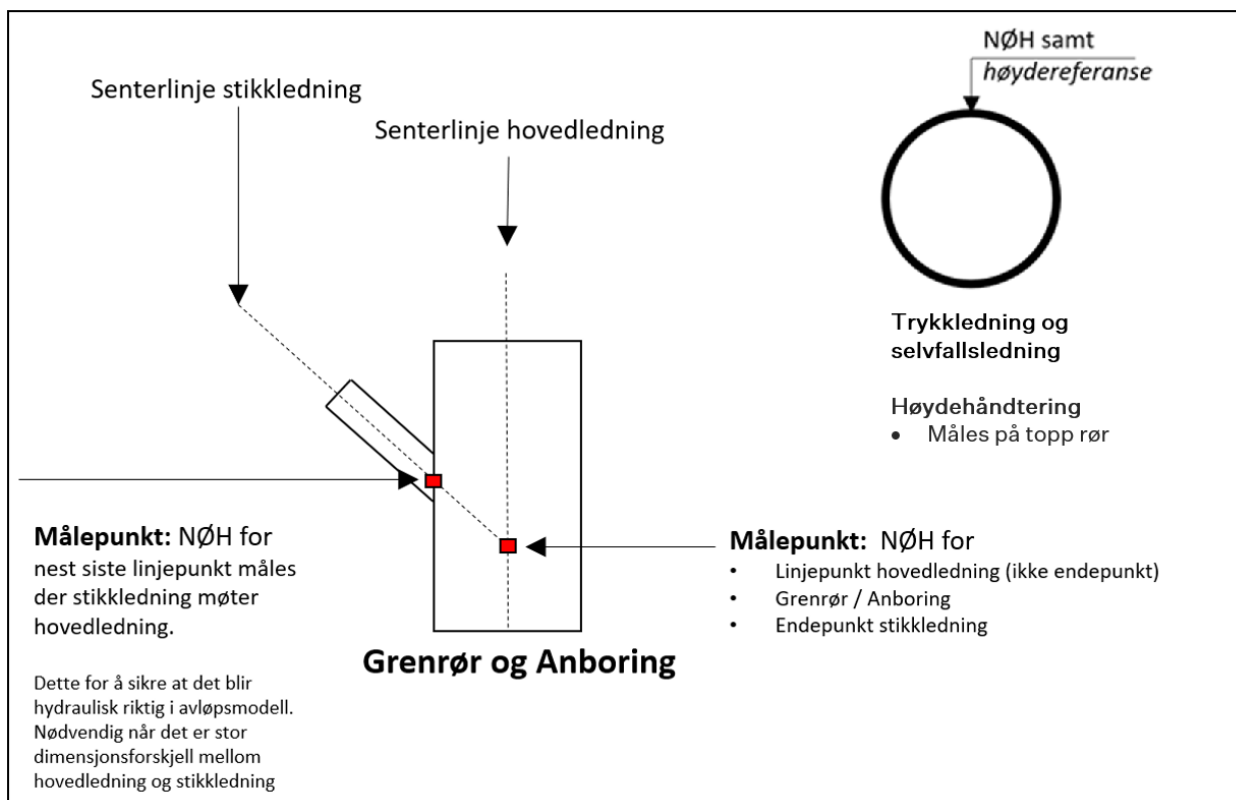 Senterlinje stikkledning
Senterlinje hovedledning
NØH samt
høydereferanse
Trykkledning og
selvfallsledning
Høydehåndtering
• Måles på topp rør
Målepunkt: NØH for
nest siste linjepunkt måles
der stikkledning møter
hovedledning.
Dette for å sikre at det blir
hydraulisk riktig i avløpsmodell.
Nødvendig når det er stor
dimensjonsforskjell mellom
hovedledning og stikkledning
Grenrør og Anboring
Målepunkt: NØH for
• Linjepunkt hovedledning (ikke endepunkt)
• Grenrør / Anboring
• Endepunkt stikkledning